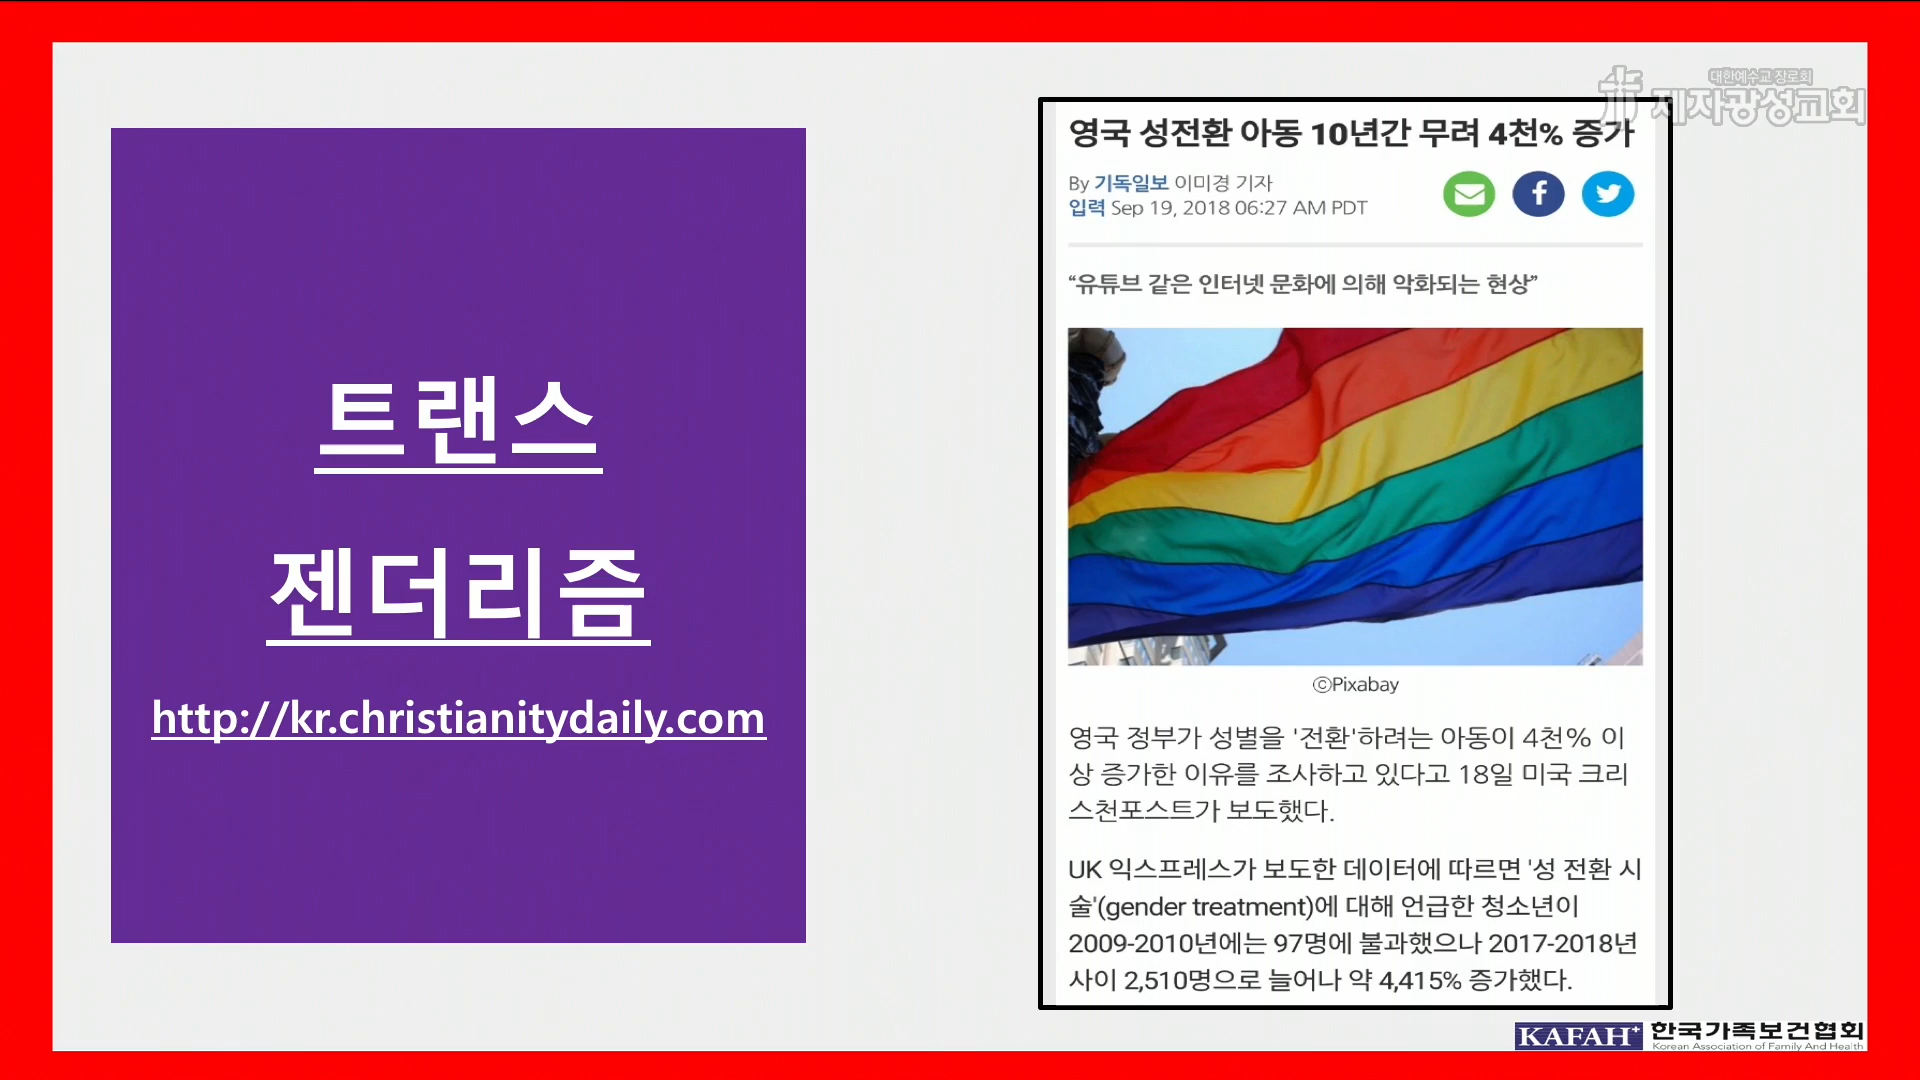 트랜스
젠더리즘
http://kr.christianitydaily.com
대한예수교 장로회
제자광성교회
영국 성전환 아동 10년간 무려 4천% 증가
By 기독일보 이미경 기자
입력 Sep 19, 2018 06:27 AM PDT
“유튜브 같은 인터넷 문화에 의해 악화되는 현상”
ⓒPixabay
영국 정부가 성별을 '전환'하려는 아동이 4천% 이
상 증가한 이유를 조사하고 있다고 18일 미국 크리
스천포스트가 보도했다.
UK 익스프레스가 보도한 데이터에 따르면 '성 전환 시
술'(gender treatment)에 대해 언급한 청소년이
2009-2010년에는 97명에 불과했으나 2017-2018년
사이 2,510명으로 늘어나 약 4,415% 증가했다.
KAFAH+ 한국가족보건협회
Korean Association of Family And Health